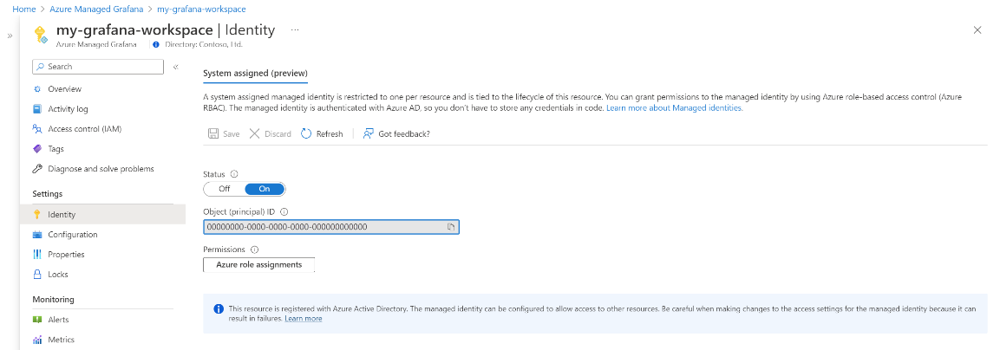 Home > Azure Managed Grafana > my-grafana-workspace
»
my-grafana-workspace | Identity ...
Azure Managed Grafana | Directory: Contoso, Ltd.
Search «
Overview
Activity log
Access control (IAM)
Tags
Diagnose and solve problems
Settings
Identity
Configuration
Properties
Locks
Monitoring
Alerts
Metrics
System assigned (preview)
A system assigned managed identity is restricted to one per resource and is tied to the lifecycle of this resource. You can grant permissions to the managed identity by using Azure role-based access control (Azure
RBAC). The managed identity is authenticated with Azure AD, so you don't have to store any credentials in code. Learn more about Managed identities.
Save Discard Refresh | Got feedback?
Status
Off On
Object (principal) ID
00000000-0000-0000-0000-000000000000
Permissions
Azure role assignments
This resource is registered with Azure Active Directory. The managed identity can be configured to allow access to other resources. Be careful when making changes to the access settings for the managed identity because it can
result in failures. Learn more